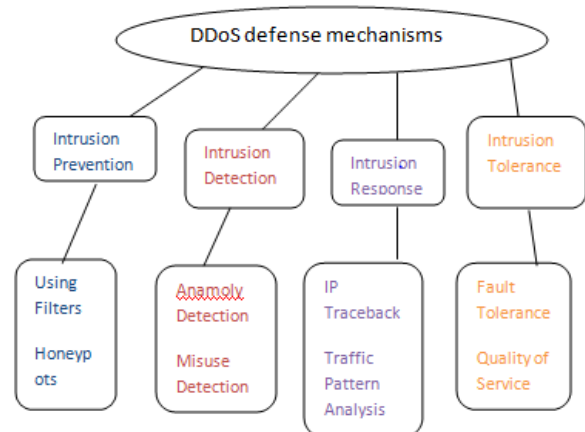 DDoS defense mechanisms
Intrusion
Prevention
Intrusion
Detection
Intrusion
Response
Intrusion
Tolerance
Using
Filters
Honeyp
ots
Anamoly
Detection
Misuse
Detection
IP
Traceback
Traffic
Pattern
Analysis
Fault
Tolerance
Quality of
Service